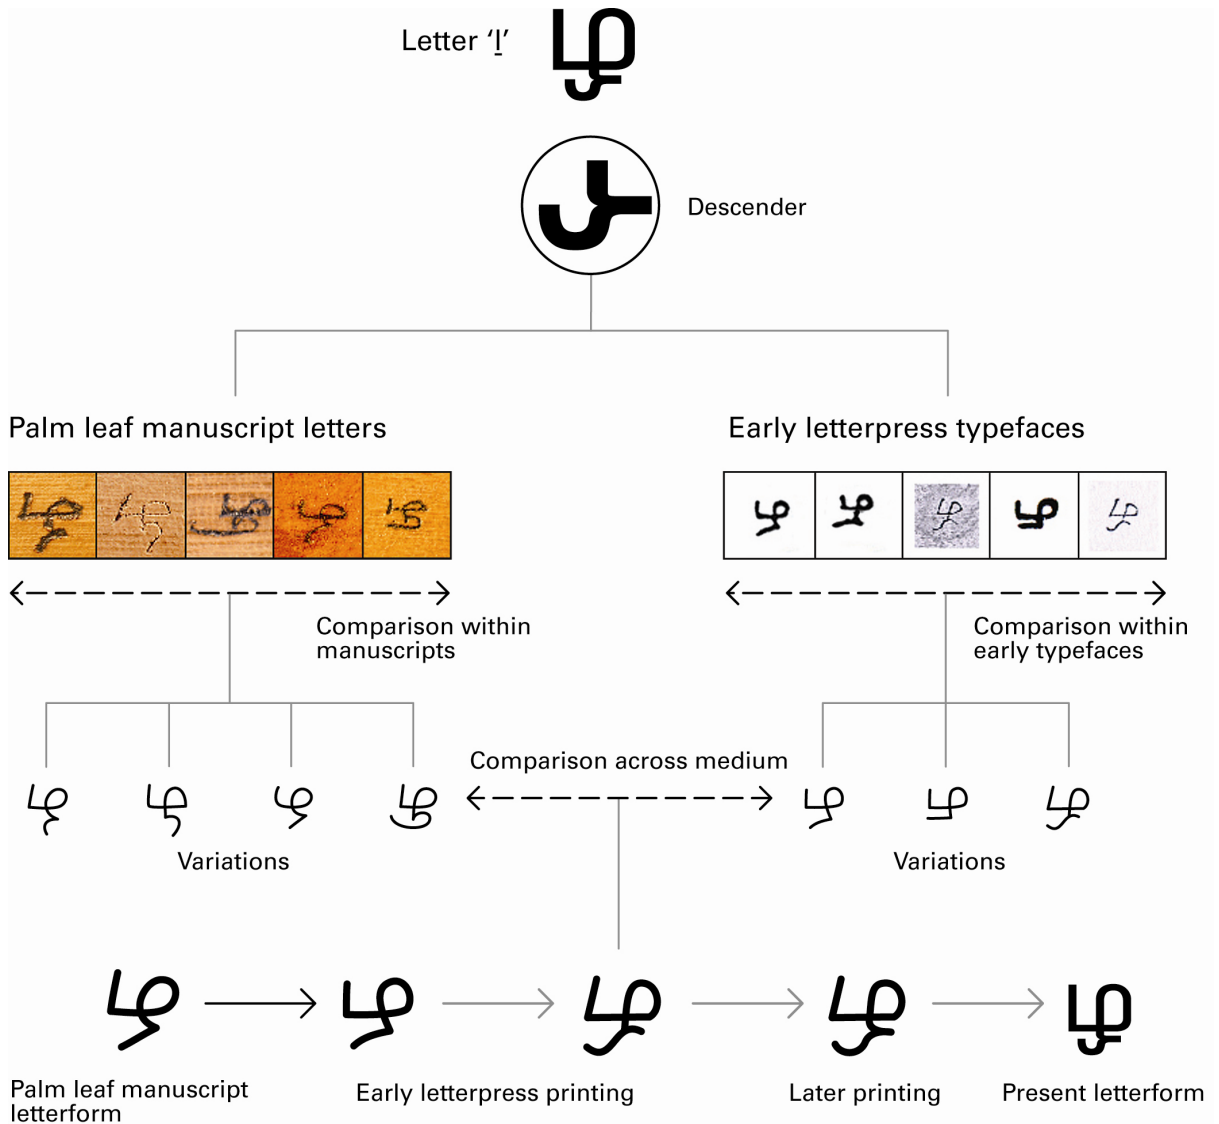 Letter ‘ḻ’ ழ
Descender
Palm leaf manuscript letters
Early letterpress typefaces
ழ ழ ழ ழ ழ
ழ ழ ழ ழ ழ
Comparison within
manuscripts
Comparison within
early typefaces
Comparison across medium
ழ ழ ழ ழ
ழ ழ ழ
Variations
Variations
ழ ழ ழ ழ ழ
Palm leaf manuscript
letterform
Early letterpress printing
Later printing
Present letterform